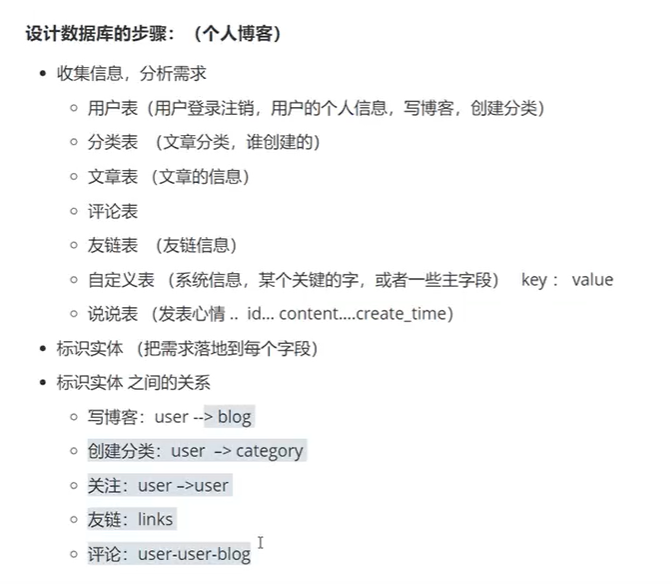 设计数据库的步骤：（个人博客）
收集信息，分析需求
用户表（用户登录注销，用户的个人信息，写博客，创建分类）
分类表 （文章分类，谁创建的）
文章表 （文章的信息）
评论表
友链表 （友链信息）
自定义表 （系统信息，某个关键的字，或者一些主字段） key ： value
说说表 （发表心情 .. id... content....create_time）
标识实体 （把需求落地到每个字段）
标识实体 之间的关系
写博客：user --> blog
创建分类：user –> category
关注：user –>user
友链：links
评论：user-user-blog